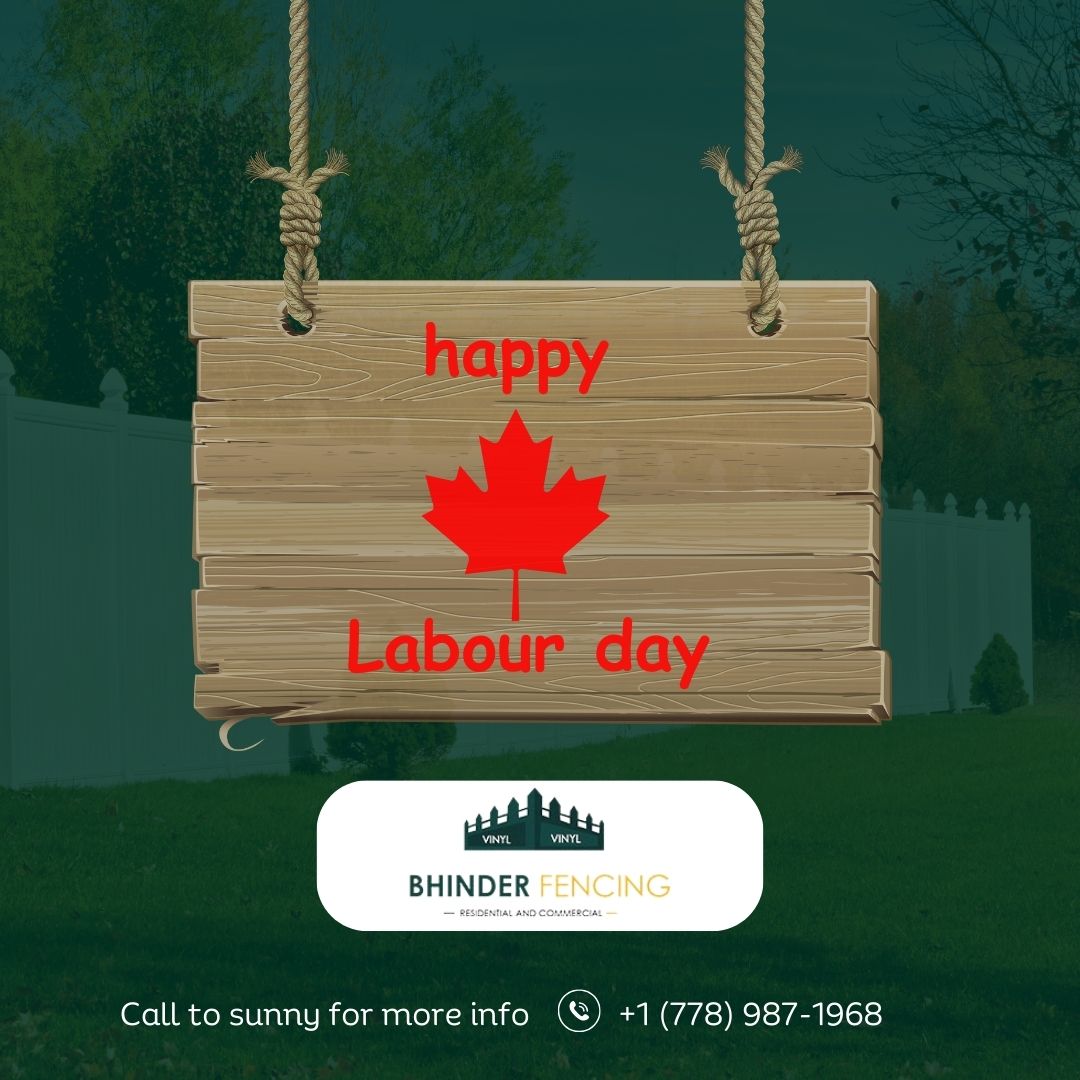 happy
Labour day
VINYL VINYL
BHINDER FENCING
RESIDENTIAL AND COMMERCIAL
Call to sunny for more info +1 (778) 987-1968